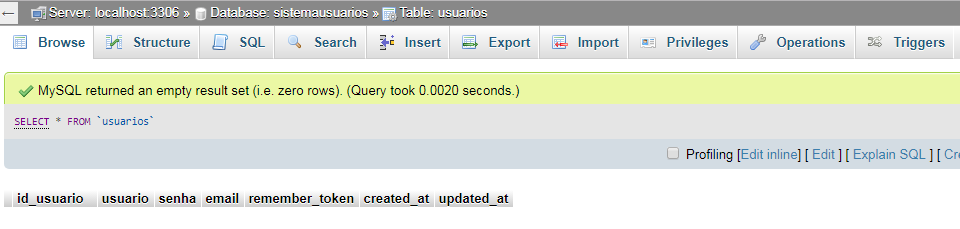 Server: localhost:3306 » Database: sistemausuarios » Table: usuarios
Browse Structure SQL Search Insert Export Import Privileges Operations Triggers
MySQL returned an empty result set (i.e. zero rows). (Query took 0.0020 seconds.)
SELECT * FROM `usuarios`
Profiling [Edit inline] [ Edit ] [ Explain SQL ] [ Cr
id_usuario usuario senha email remember_token created_at updated_at